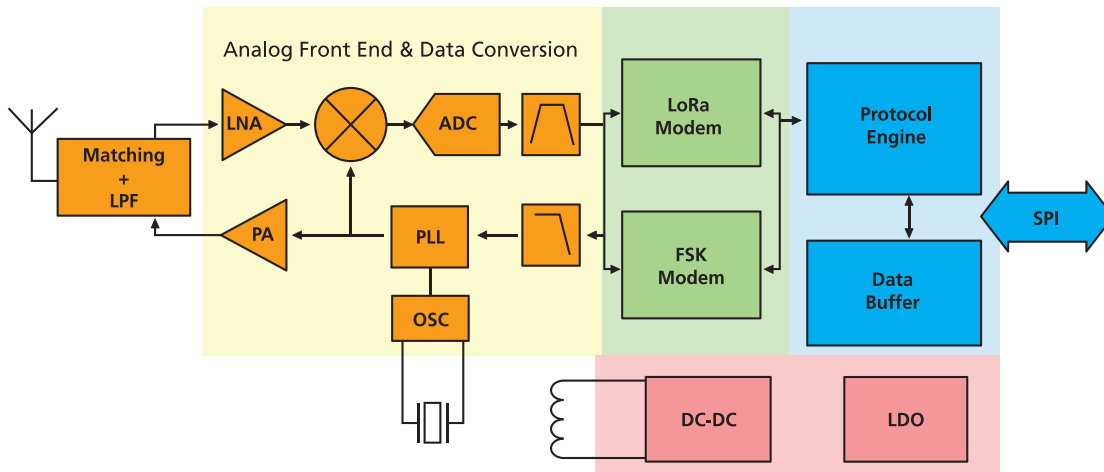 Analog Front End & Data Conversion
LNA
ADC
LoRa
Modem
Protocol
Engine
Matching
+
LPF
PA
PLL
FSK
Modem
SPI
Data
Buffer
OSC
DC-DC
LDO